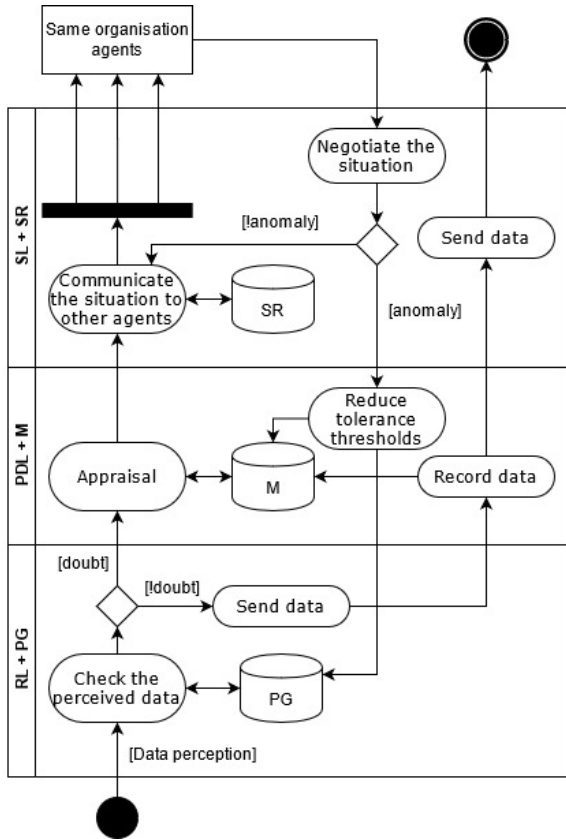 Same organisation
agents
SL + SR
Negotiate the
situation
[!anomaly]
Send data
Communicate
the situation to
other agents
SR
[anomaly]
PDL + M
Reduce
tolerance
thresholds
Appraisal
M
Record data
RL + PG
[doubt]
[!doubt]
Send data
Check the
perceived data
PG
[Data perception]